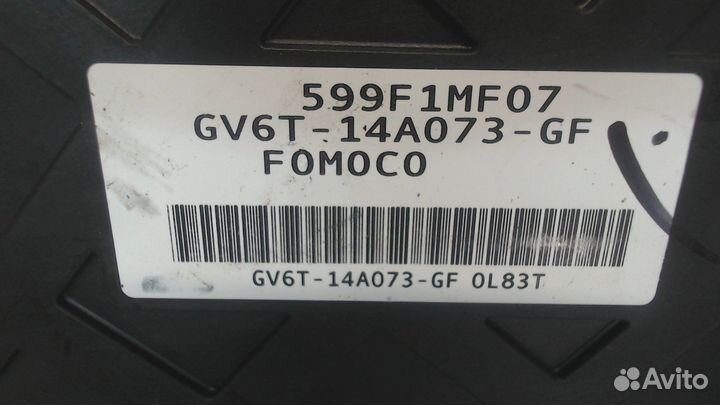 599F1MF07
GV6T-14A073-GF
FOMOCO
GV6T-14A073-GF 0L83T
Avito